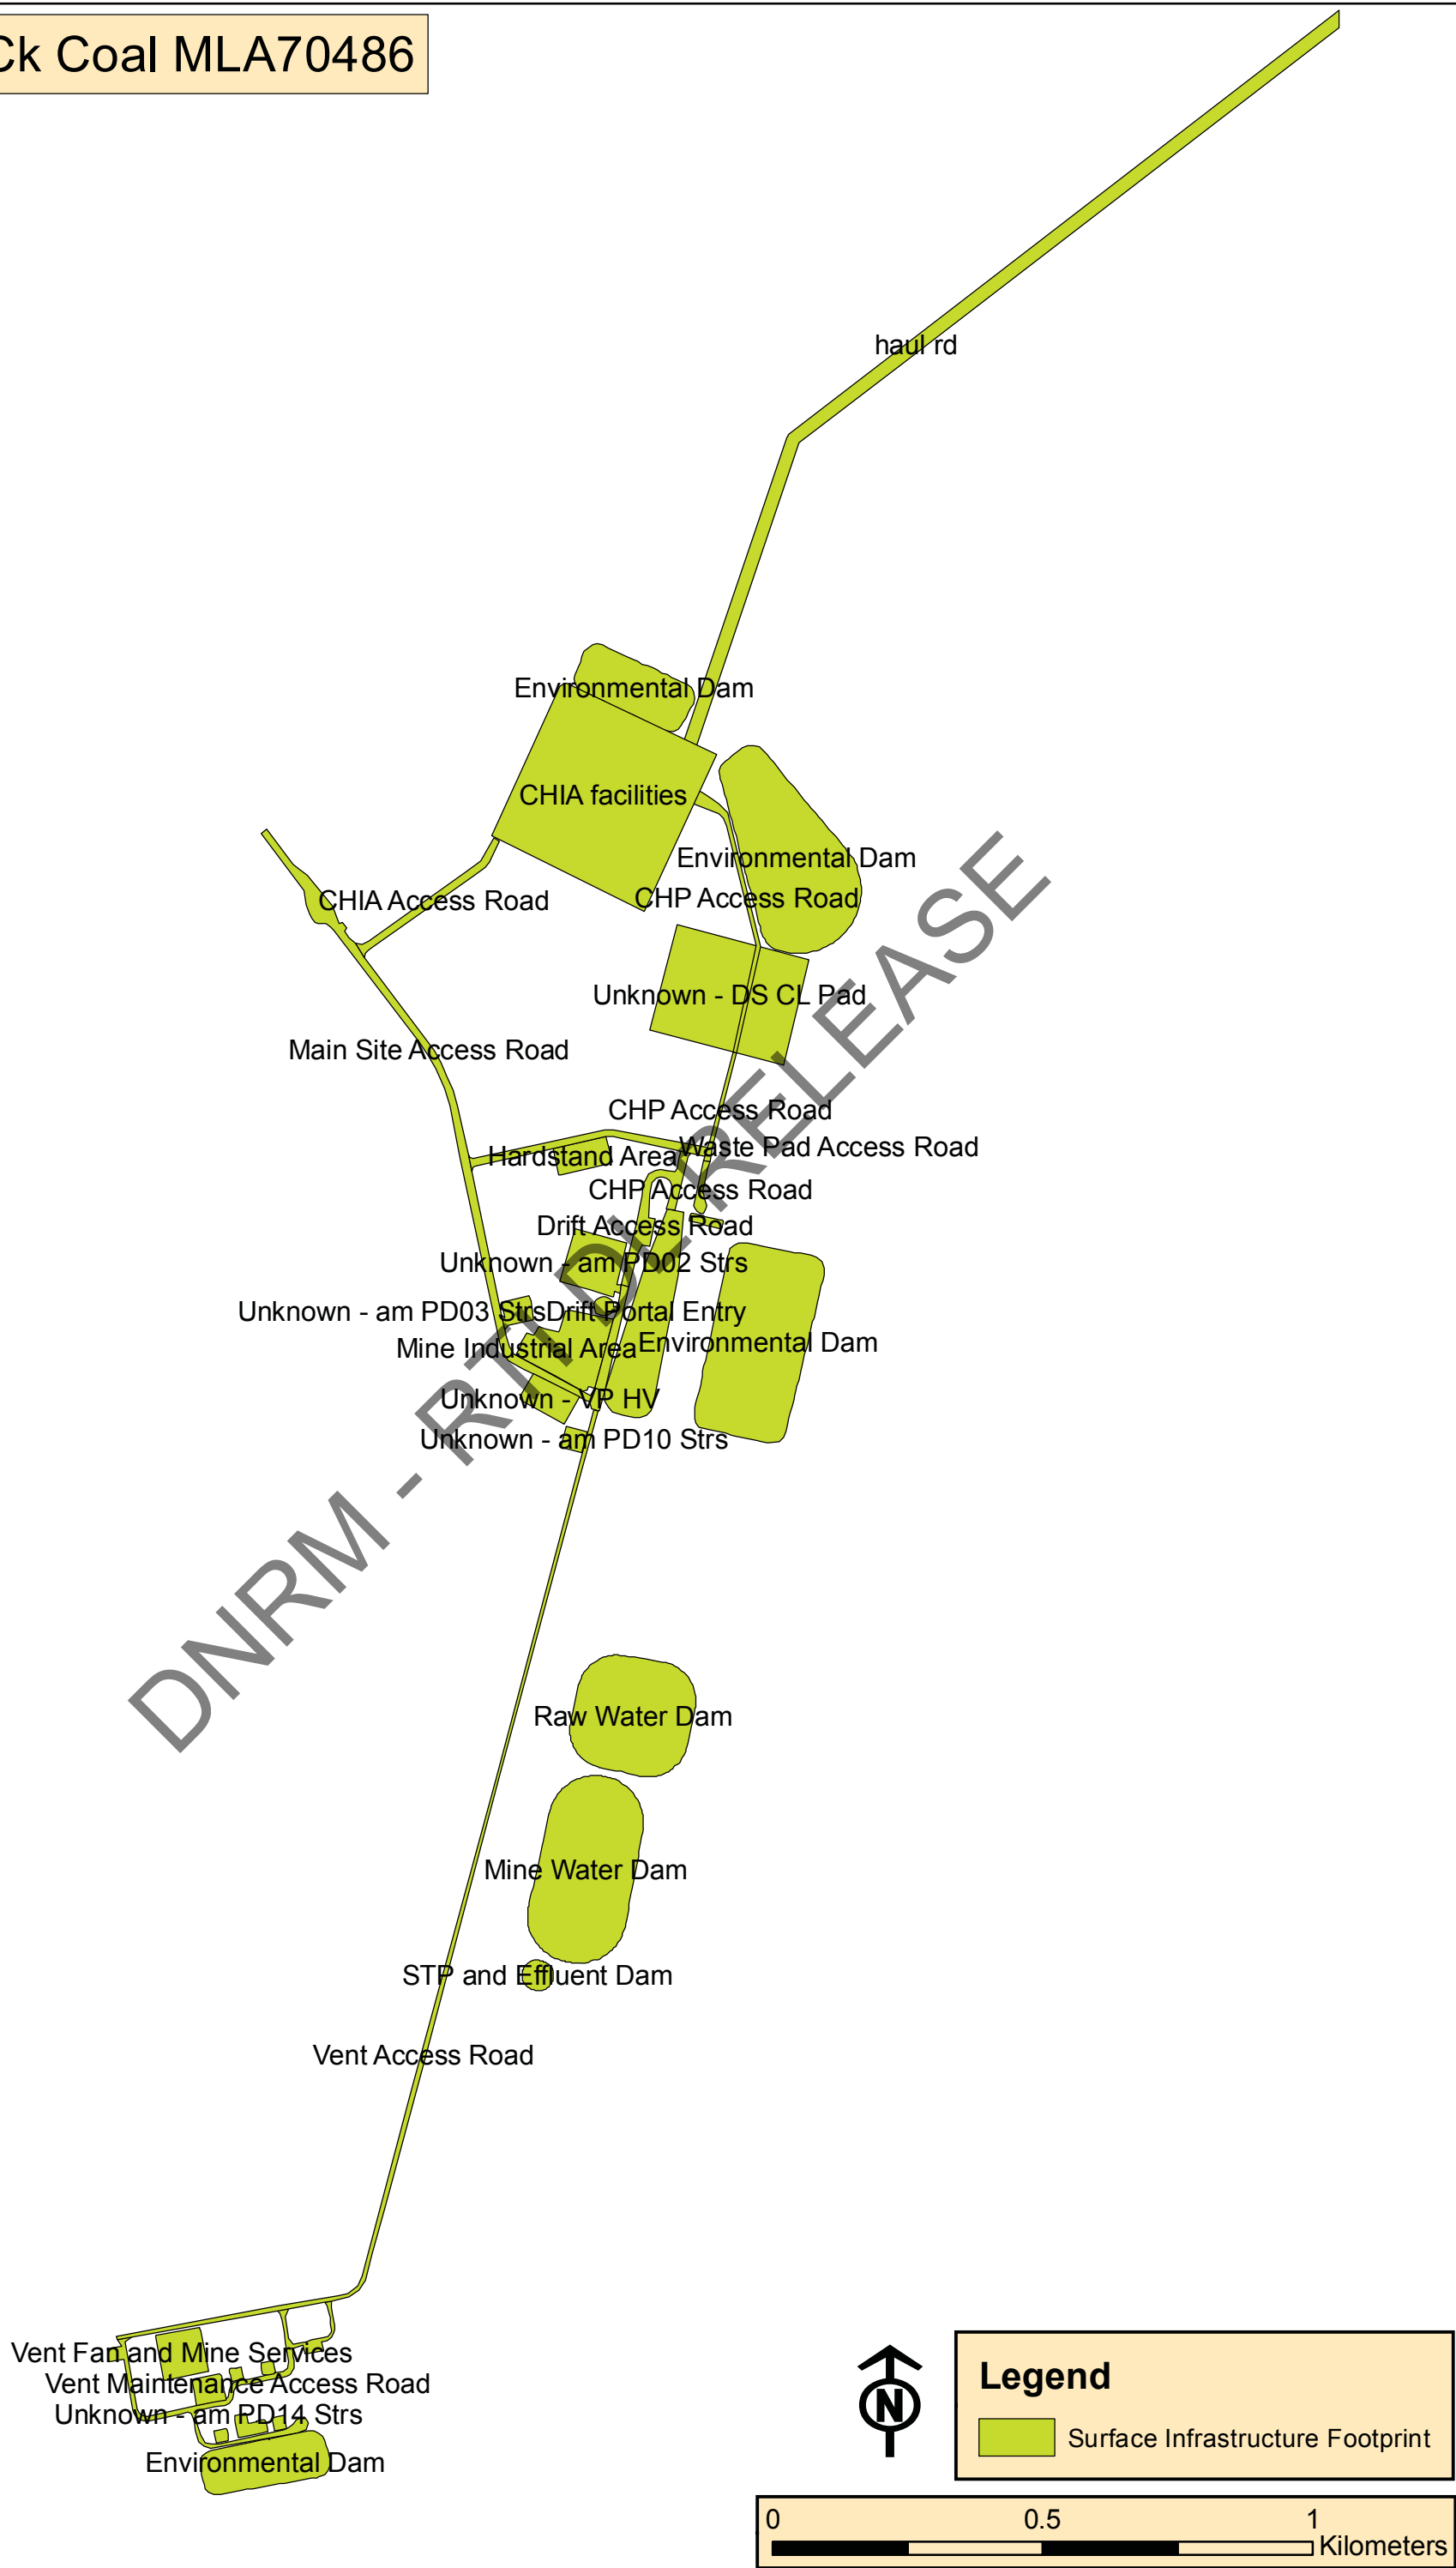 Ck Coal MLA70486
haul rd
Environmental Dam
CHIA facilities
Environmental Dam
CHP Access Road
CHIA Access Road
Unknown - DS CL Pad
Main Site Access Road
CHP Access Road
Waste Pad Access Road
Hardstand Area
CHP Access Road
Drift Access Road
Unknown - am PD02 Strs
Unknown - am PD03 Strs
Drift Portal Entry
Mine Industrial Area
Environmental Dam
Unknown - VP HV
Unknown - am PD10 Strs
DNRM - RTI DL RELEASE
Raw Water Dam
Mine Water Dam
STP and Effluent Dam
Vent Access Road
Vent Fan and Mine Services
Vent Maintenance Access Road
Unknown - am PD14 Strs
Environmental Dam
N
Legend
Surface Infrastructure Footprint
0 0.5 1
Kilometers